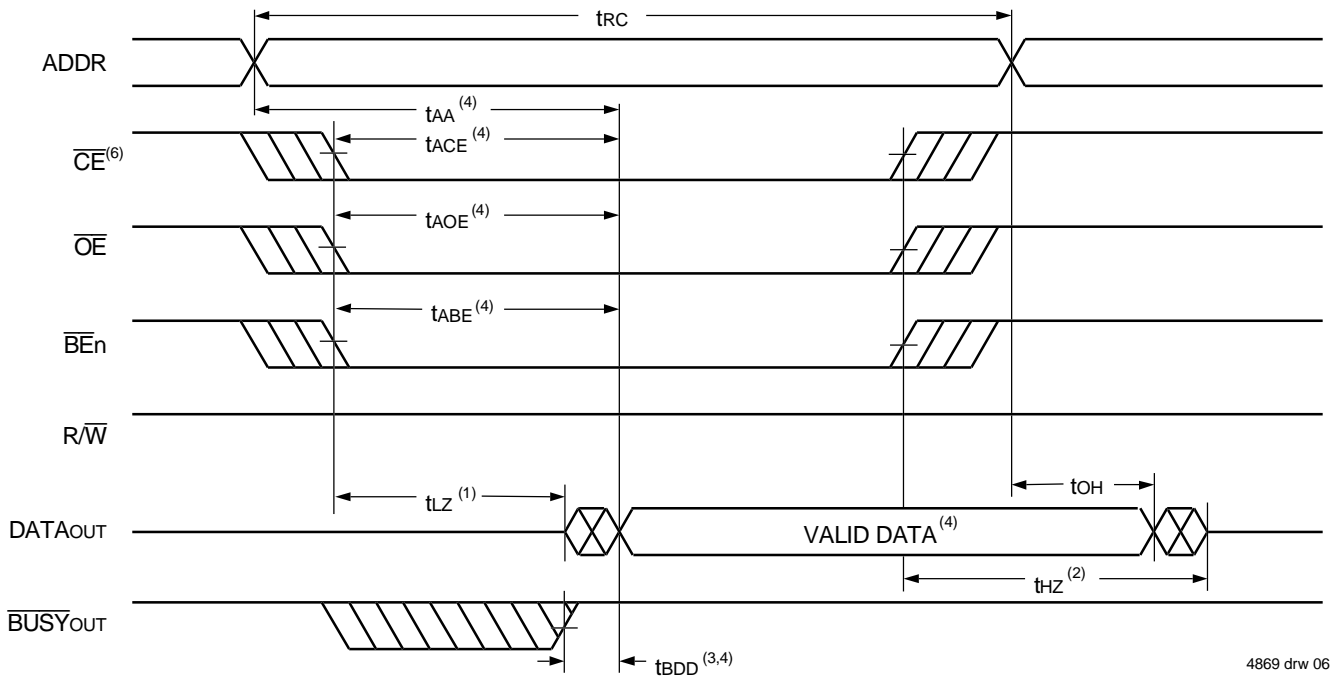 tRC
ADDR
tAA (4)
tACE (4)
CE(6)
tAOE (4)
OE
tABE (4)
BEn
R/W
tLZ (1)
tOH
DATAOUT
VALID DATA(4)
tHZ (2)
BUSYOUT
tBDD (3,4)
4869 drw 06